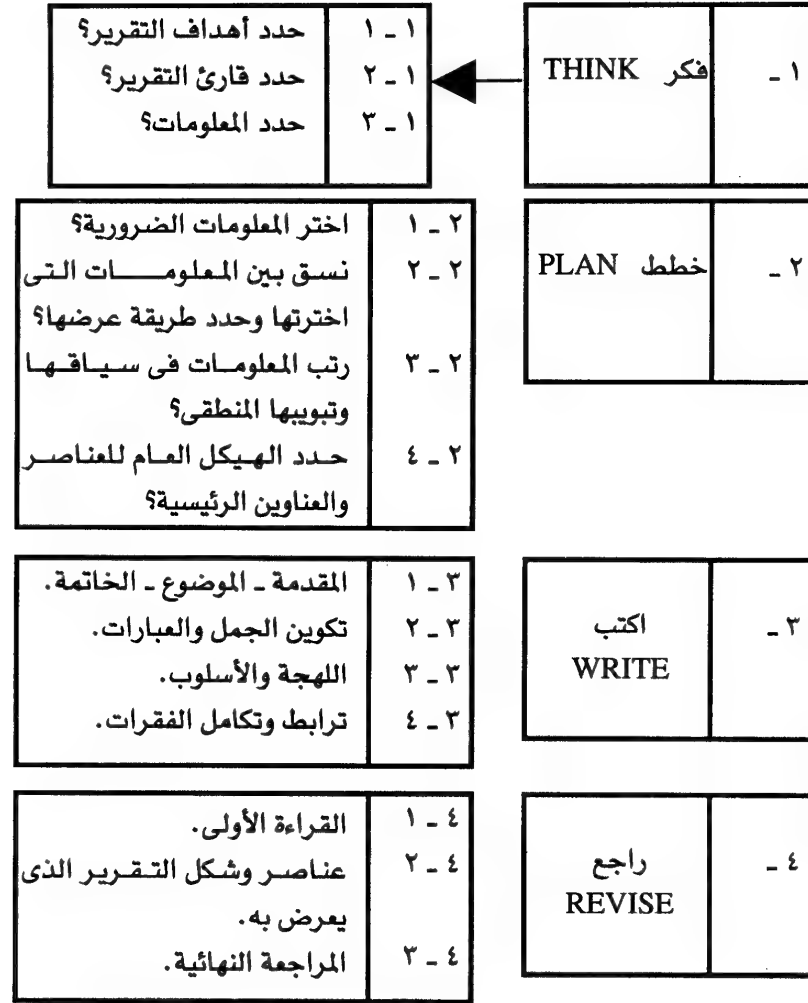 ١ - فكر THINK
١ - ١ حدد أهداف التقرير؟
١ - ٢ حدد قارئ التقرير؟
١ - ٣ حدد المعلومات؟
٢ - خطط PLAN
٢ - ١ اختر المعلومات الضرورية؟
٢ - ٢ نسق بين المعلومات التى
اخترتها وحدد طريقة عرضها؟
٢ - ٣ رتب المعلومات فى سياقها
وتبويبها المنطقى؟
٢ - ٤ حدد الهيكل العام للعناصر
والعناوين الرئيسية؟
٣ - اكتب
WRITE
٣ - ١ المقدمة - الموضوع - الخاتمة.
٣ - ٢ تكوين الجمل والعبارات.
٣ - ٣ اللهجة والأسلوب.
٣ - ٤ ترابط وتكامل الفقرات.
٤ - راجع
REVISE
٤ - ١ القراءة الأولى.
٤ - ٢ عناصر وشكل التقرير الذى
يعرض به.
٤ - ٣ المراجعة النهائية.